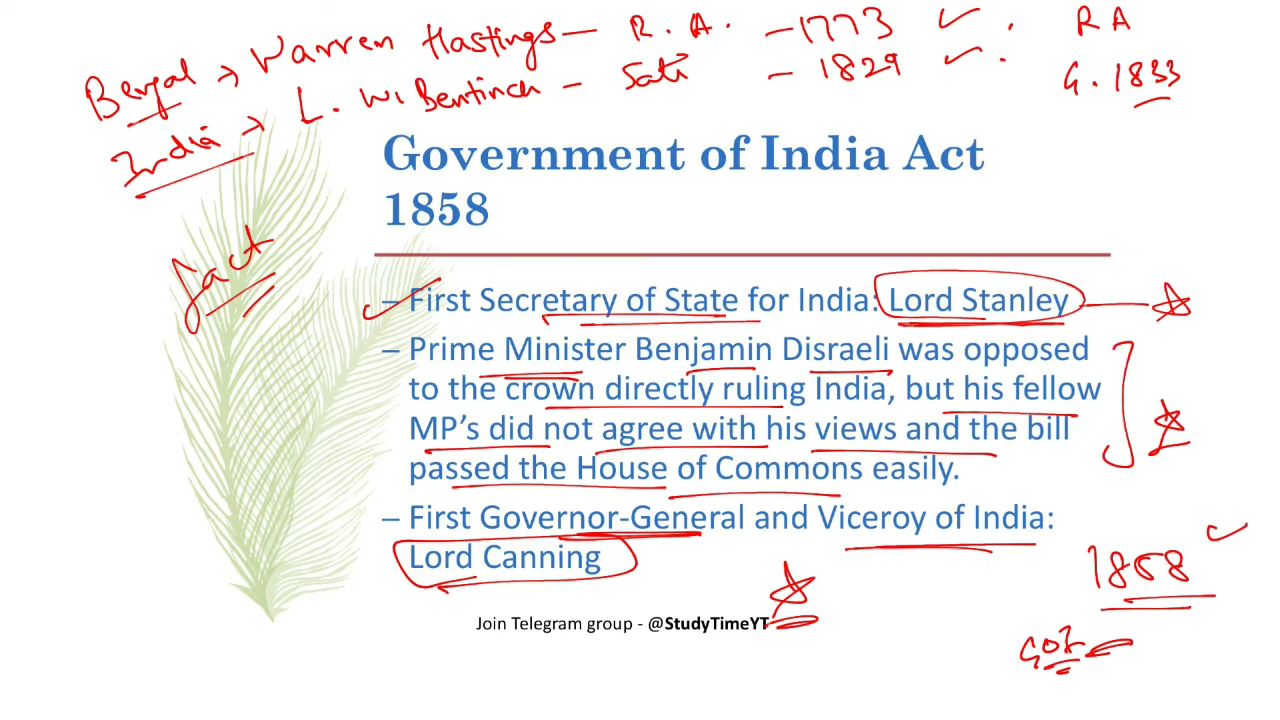 Bengal → Warren Hastings — R.A. — 1773 ✓. RA
India → L. Wi Bentinck — Sati — 1829 ✓. G. 1833
Government of India Act
1858
Fact
– First Secretary of State for India: Lord Stanley
– Prime Minister Benjamin Disraeli was opposed
to the crown directly ruling India, but his fellow
MP’s did not agree with his views and the bill
passed the House of Commons easily.
– First Governor-General and Viceroy of India:
Lord Canning
1858 ✓
Join Telegram group - @StudyTimeYT
GOI